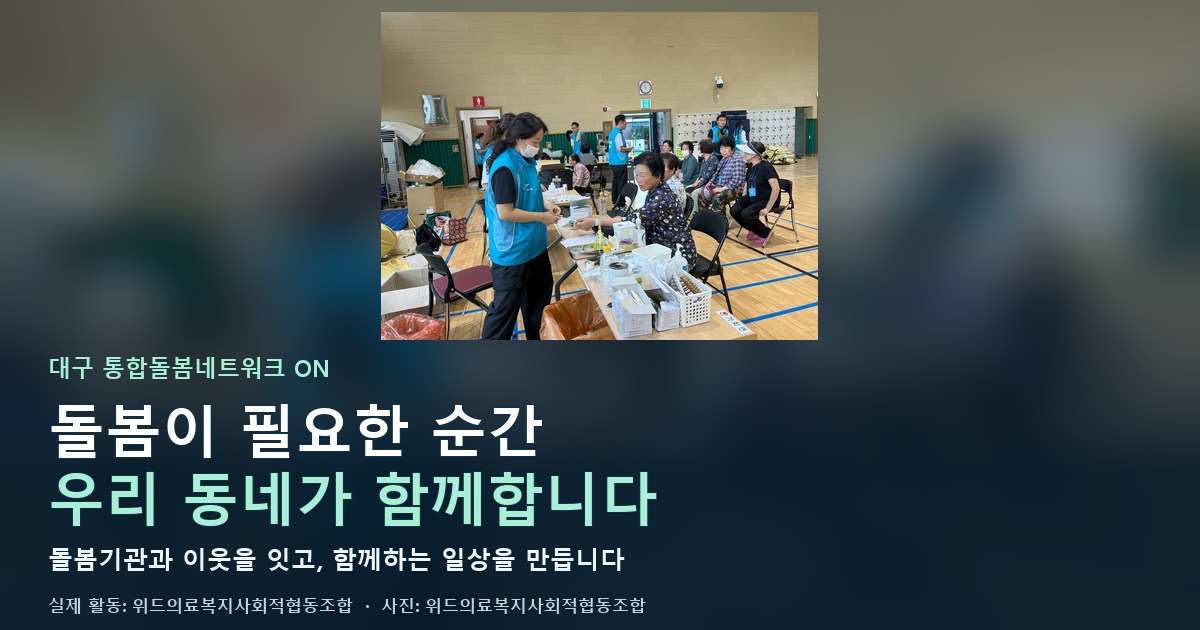 대구 통합돌봄네트워크 ON
돌봄이 필요한 순간
우리 동네가 함께합니다
돌봄기관과 이웃을 잇고, 함께하는 일상을 만듭니다
실제 활동: 위드의료복지사회적협동조합 · 사진: 위드의료복지사회적협동조합